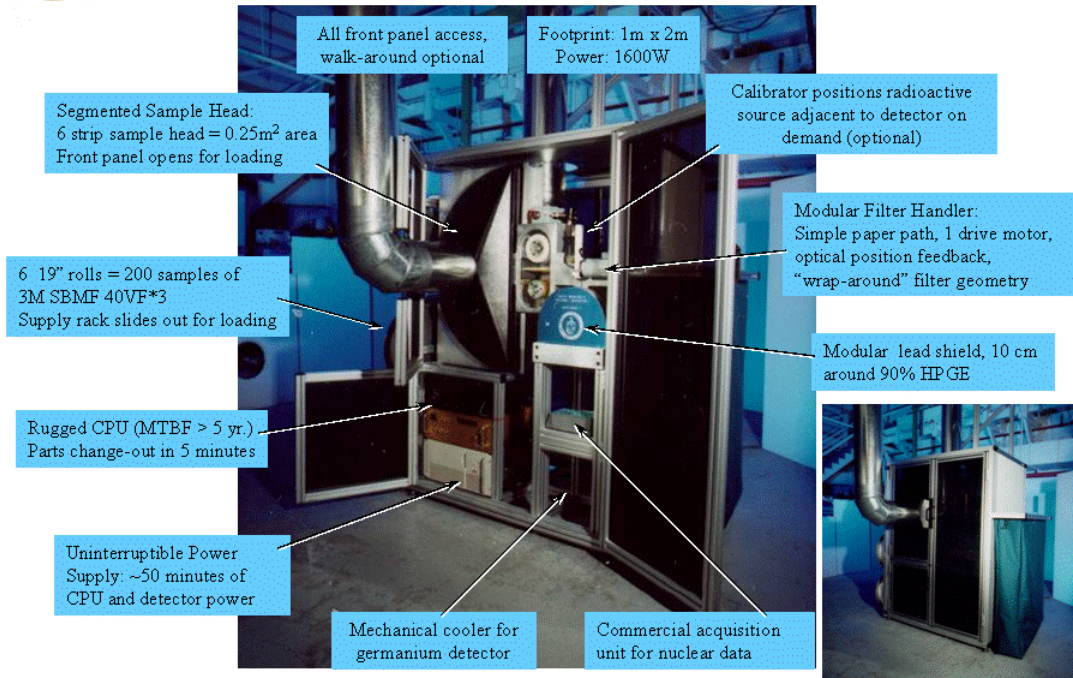 All front panel access,
walk-around optional
Footprint: 1m x 2m
Power: 1600W
Segmented Sample Head:
6 strip sample head = 0.25m² area
Front panel opens for loading
Calibrator positions radioactive
source adjacent to detector on
demand (optional)
Modular Filter Handler:
Simple paper path, 1 drive motor,
optical position feedback,
“wrap-around” filter geometry
6 19” rolls = 200 samples of
3M SBMF 40VF*3
Supply rack slides out for loading
Modular lead shield, 10 cm
around 90% HPGE
Rugged CPU (MTBF > 5 yr.)
Parts change-out in 5 minutes
Uninterruptible Power
Supply: ~50 minutes of
CPU and detector power
Mechanical cooler for
germanium detector
Commercial acquisition
unit for nuclear data